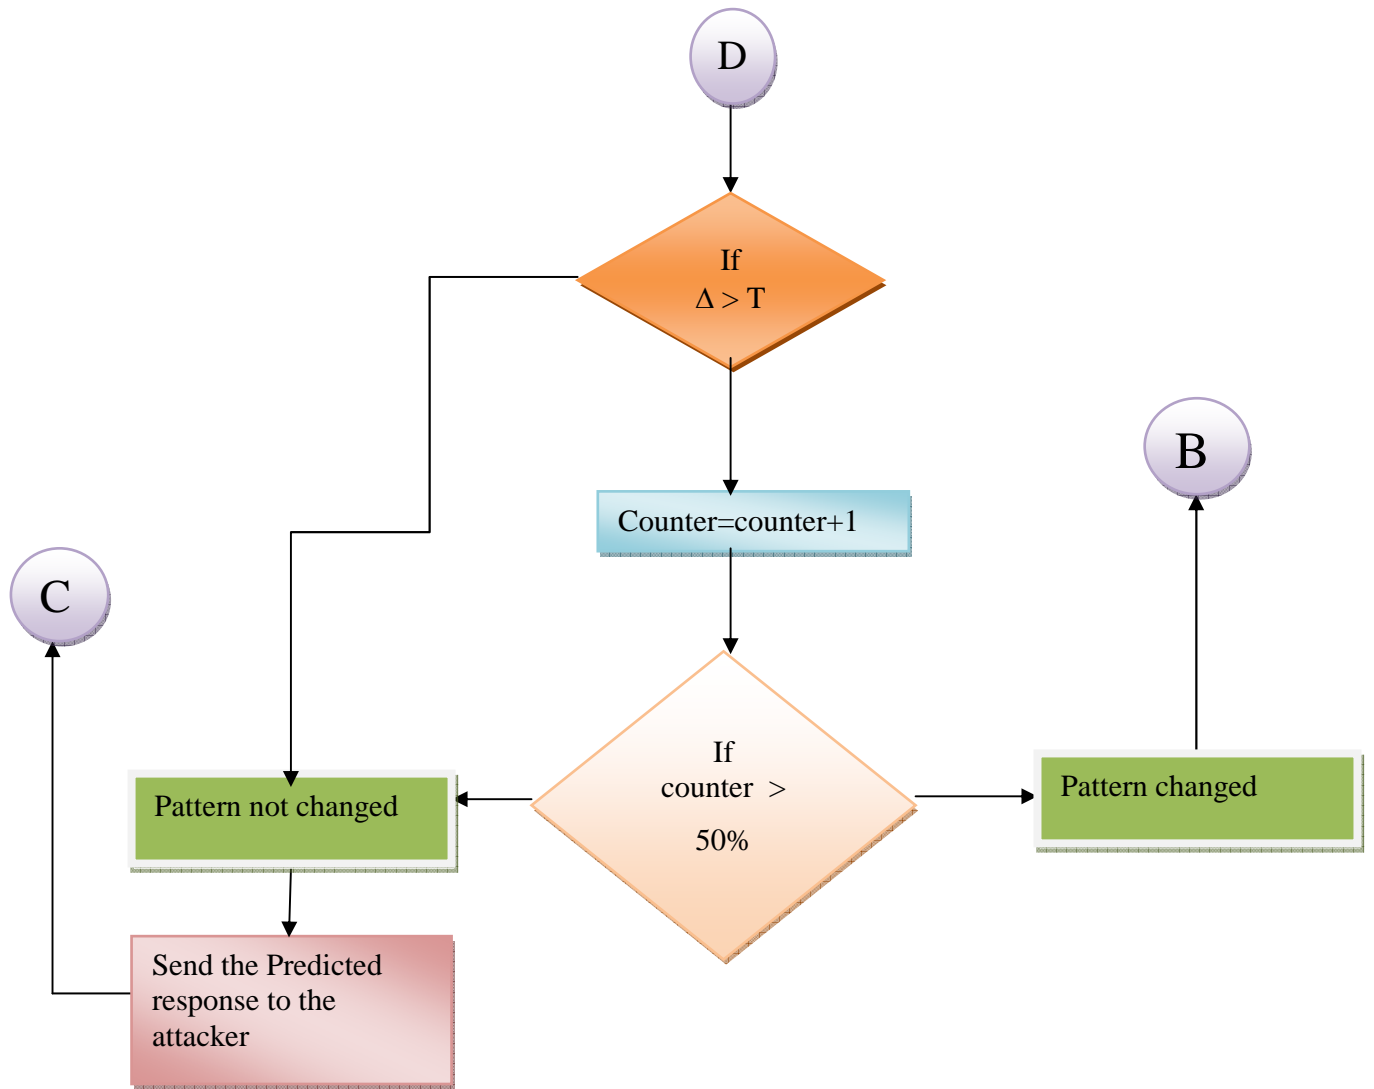 D
If
Δ > T
B
Counter=counter+1
C
If
counter >
50%
Pattern changed
Pattern not changed
Send the Predicted
response to the
attacker